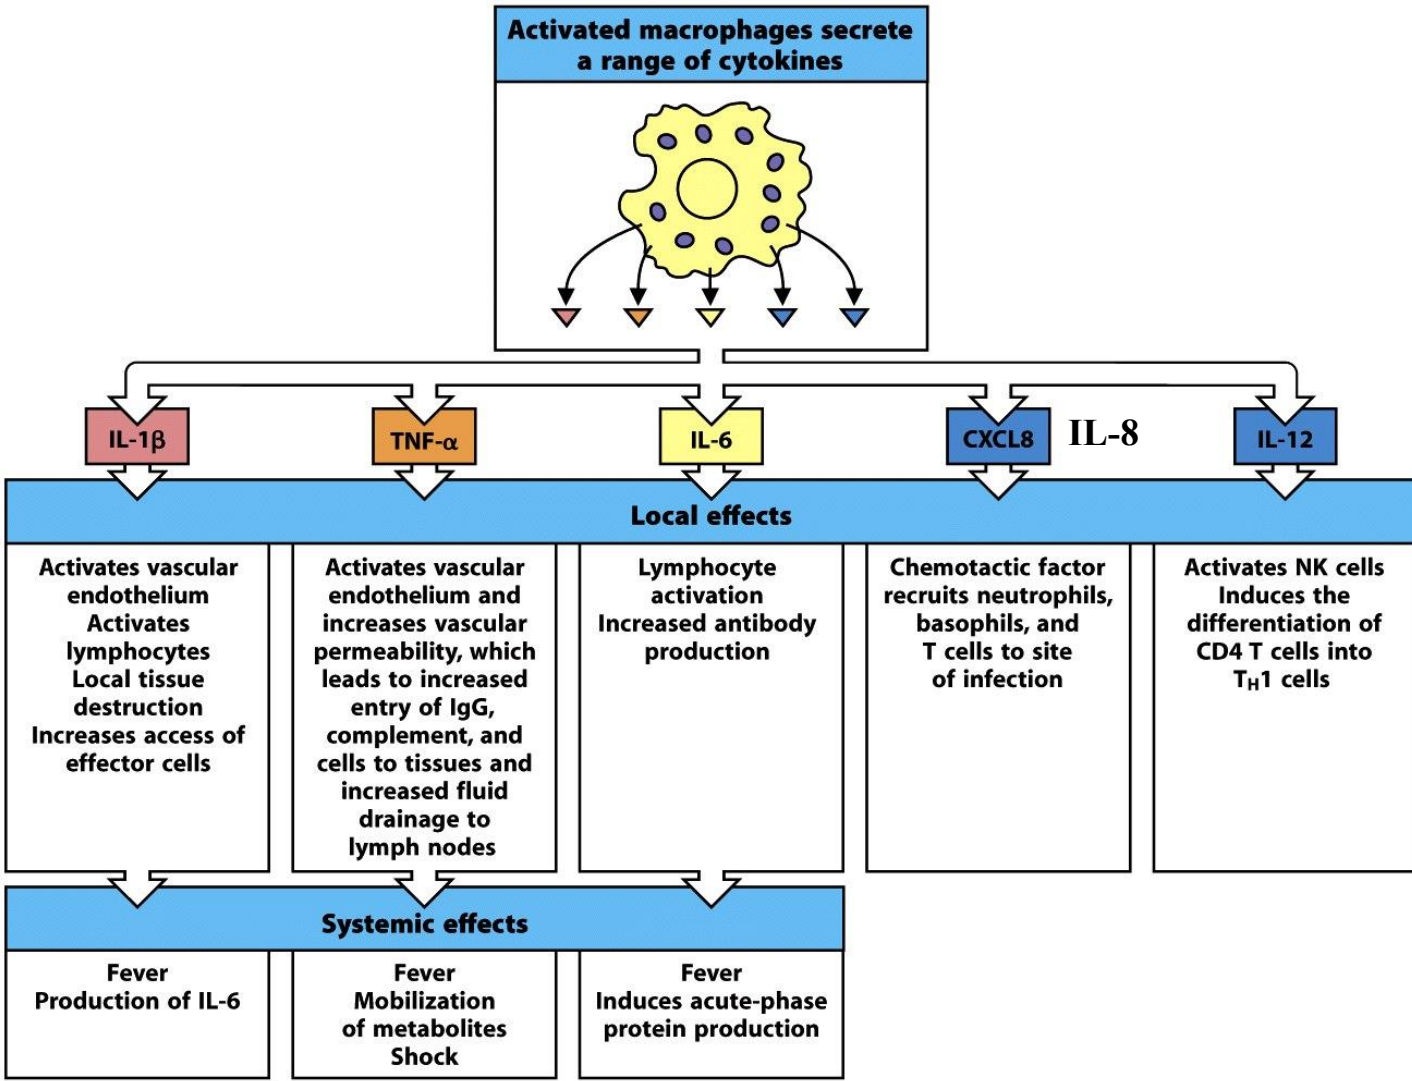 Activated macrophages secrete
a range of cytokines
IL-1β
TNF-α
IL-6
CXCL8
IL-8
IL-12
Local effects
Activates vascular
endothelium
Activates
lymphocytes
Local tissue
destruction
Increases access of
effector cells
Activates vascular
endothelium and
increases vascular
permeability, which
leads to increased
entry of IgG,
complement, and
cells to tissues and
increased fluid
drainage to
lymph nodes
Lymphocyte
activation
Increased antibody
production
Chemotactic factor
recruits neutrophils,
basophils, and
T cells to site
of infection
Activates NK cells
Induces the
differentiation of
CD4 T cells into
TH1 cells
Systemic effects
Fever
Production of IL-6
Fever
Mobilization
of metabolites
Shock
Fever
Induces acute-phase
protein production